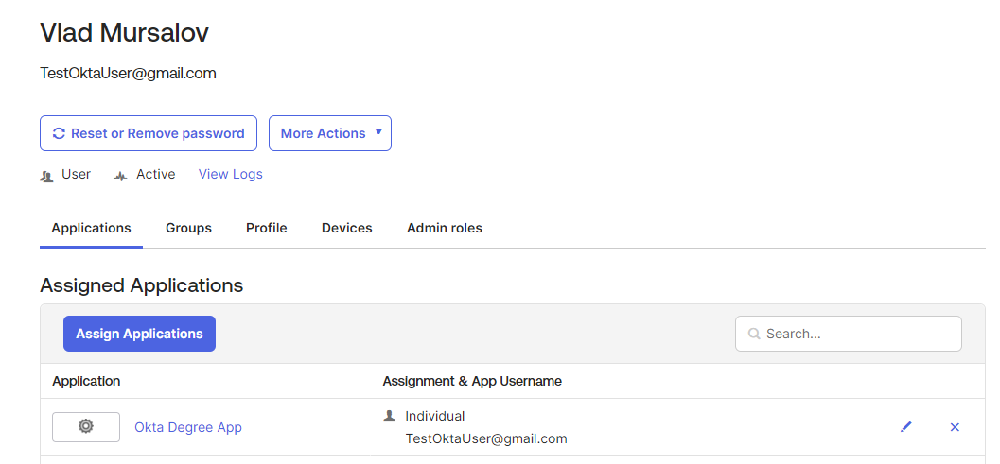 Vlad Mursalov
TestOktaUser@gmail.com
Reset or Remove password More Actions
User Active View Logs
Applications Groups Profile Devices Admin roles
Assigned Applications
Assign Applications Search...
Application Assignment & App Username
Okta Degree App Individual
TestOktaUser@gmail.com